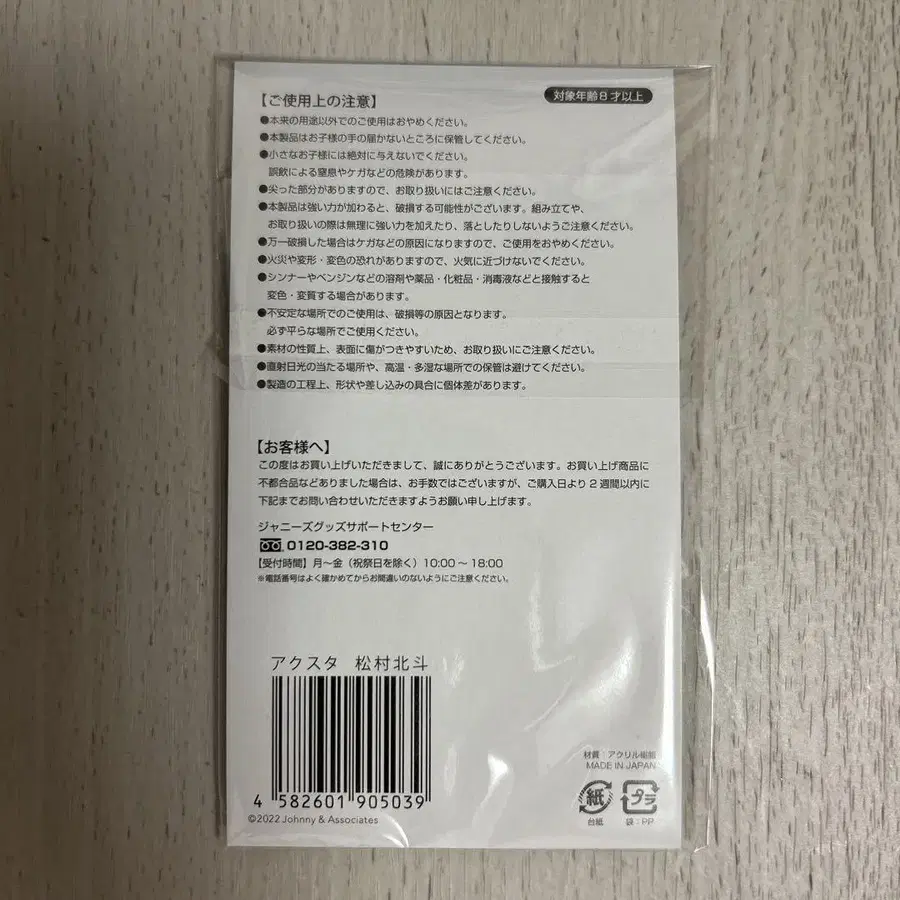 【ご使用上の注意】
対象年齢8才以上
●本来の用途以外でのご使用はおやめください。
●本製品はお子様の手の届かないところに保管してください。
●小さなお子様には絶対に与えないでください。
誤飲による窒息やケガなどの危険があります。
●尖った部分がありますので、お取り扱いにはご注意ください。
●本製品は強い力が加わると、破損する可能性がございます。組み立てや、
お取り扱いの際は無理に強い力を加えたり、落としたりしないようご注意ください。
●万一破損した場合はケガなどの原因になりますので、ご使用をおやめください。
●火災や変形・変色の恐れがありますので、火気に近づけないでください。
●シンナーやベンジンなどの溶剤や薬品・化粧品・消毒液などと接触すると
変色・変質する場合があります。
●不安定な場所でのご使用は、破損等の原因となります。
必ず平らな場所でご使用ください。
●素材の性質上、表面に傷がつきやすいため、お取り扱いにご注意ください。
●直射日光の当たる場所や、高温・多湿な場所での保管は避けてください。
●製造の工程上、形状や差し込みの具合に個体差があります。
【お客様へ】
この度はお買い上げいただきまして、誠にありがとうございます。お買い上げ商品に
不都合品などありました場合は、お手数ではございますが、ご購入日より2週間以内に
下記までお問い合わせいただきますようお願い申し上げます。
ジャニーズグッズサポートセンター
0120-382-310
【受付時間】月〜金(祝祭日を除く)10:00〜18:00
※電話番号はよく確かめてからお間違いのないようにご注意ください。
アクスタ 松村北斗
4 582601 905039
©2022 Johnny & Associates
材質:アクリル樹脂
MADE IN JAPAN
紙
台紙
プラ
袋:PP